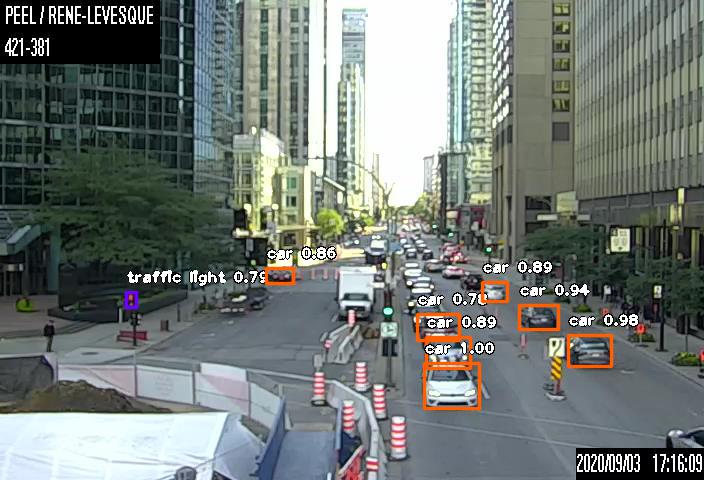 PEEL / RENE-LEVESQUE
421-381
car 0.86
traffic light 0.79
car 0.89
car 0.94
car 0.70
car 0.89
car 0.98
car 1.00
2020/09/03 17:16:09